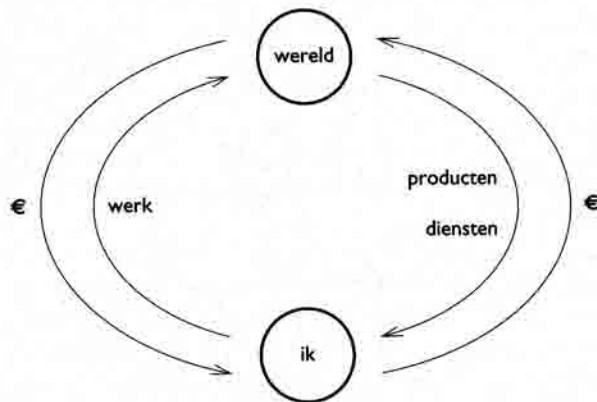 wereld
producten
€ werk €
diensten
ik